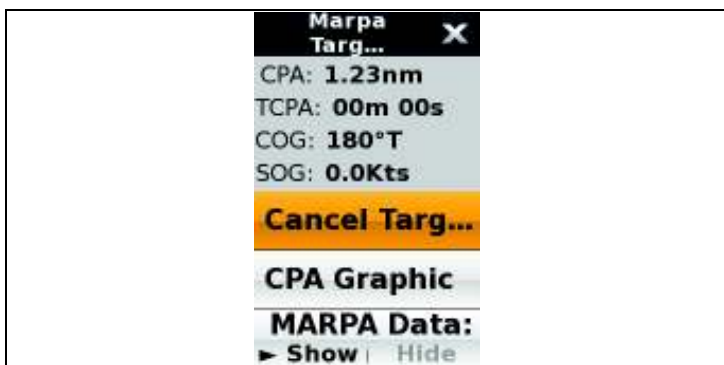 Marpa
Targ...
X
CPA: 1.23nm
TCPA: 00m 00s
COG: 180°T
SOG: 0.0Kts
Cancel Targ...
CPA Graphic
MARPA Data:
► Show | Hide